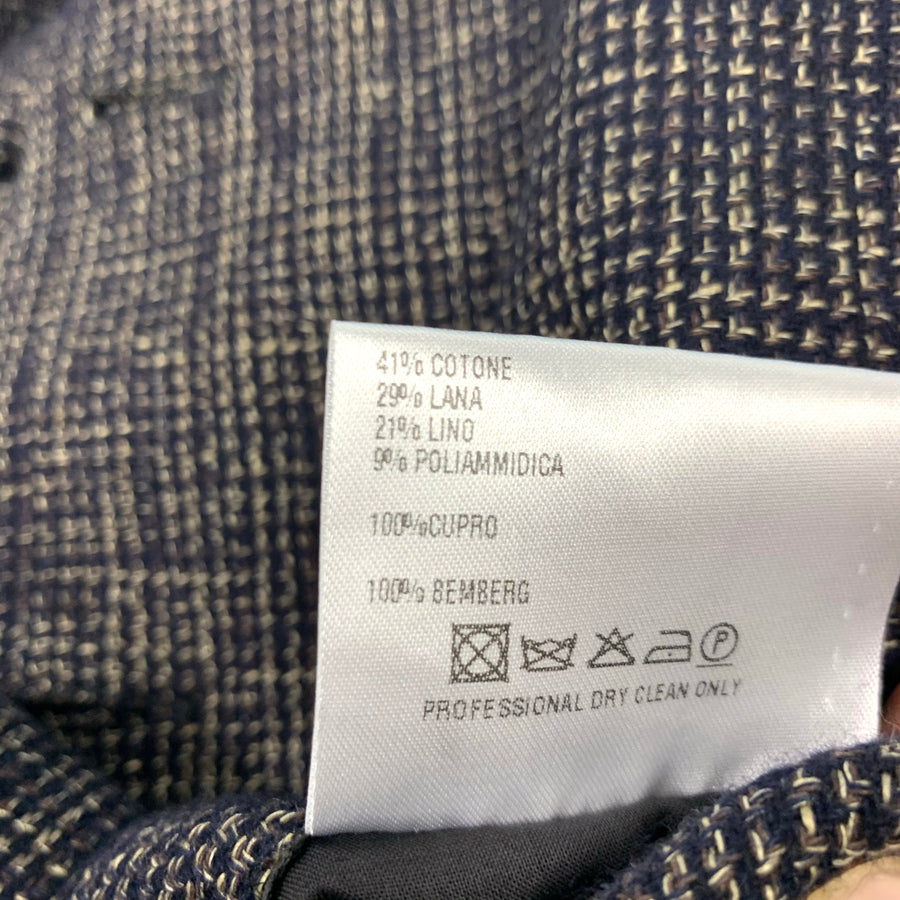 41% COTONE
29% LANA
21% LINO
9% POLIAMMIDICA
100%CUPRO
100% BEMBERG
P
PROFESSIONAL DRY CLEAN ONLY